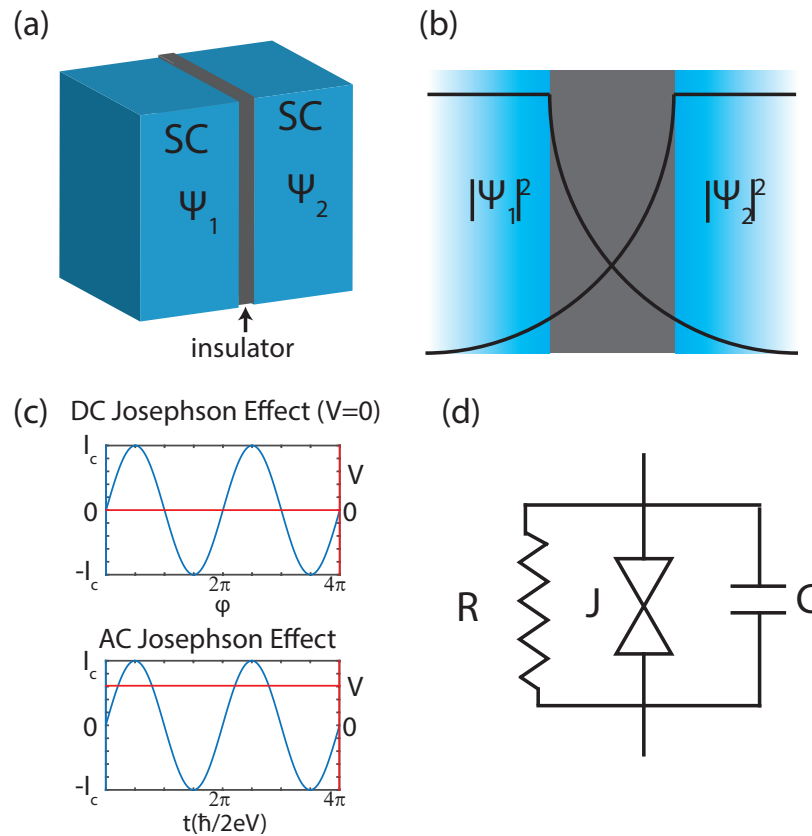 (a)
SC
SC
Ψ1
Ψ2
insulator
(b)
|Ψ1|²
|Ψ2|²
(c)
DC Josephson Effect (V=0)
Ic
V
0
0
-Ic
2π
4π
φ
AC Josephson Effect
Ic
V
0
0
-Ic
2π
4π
t(ħ/2eV)
(d)
R
J
C